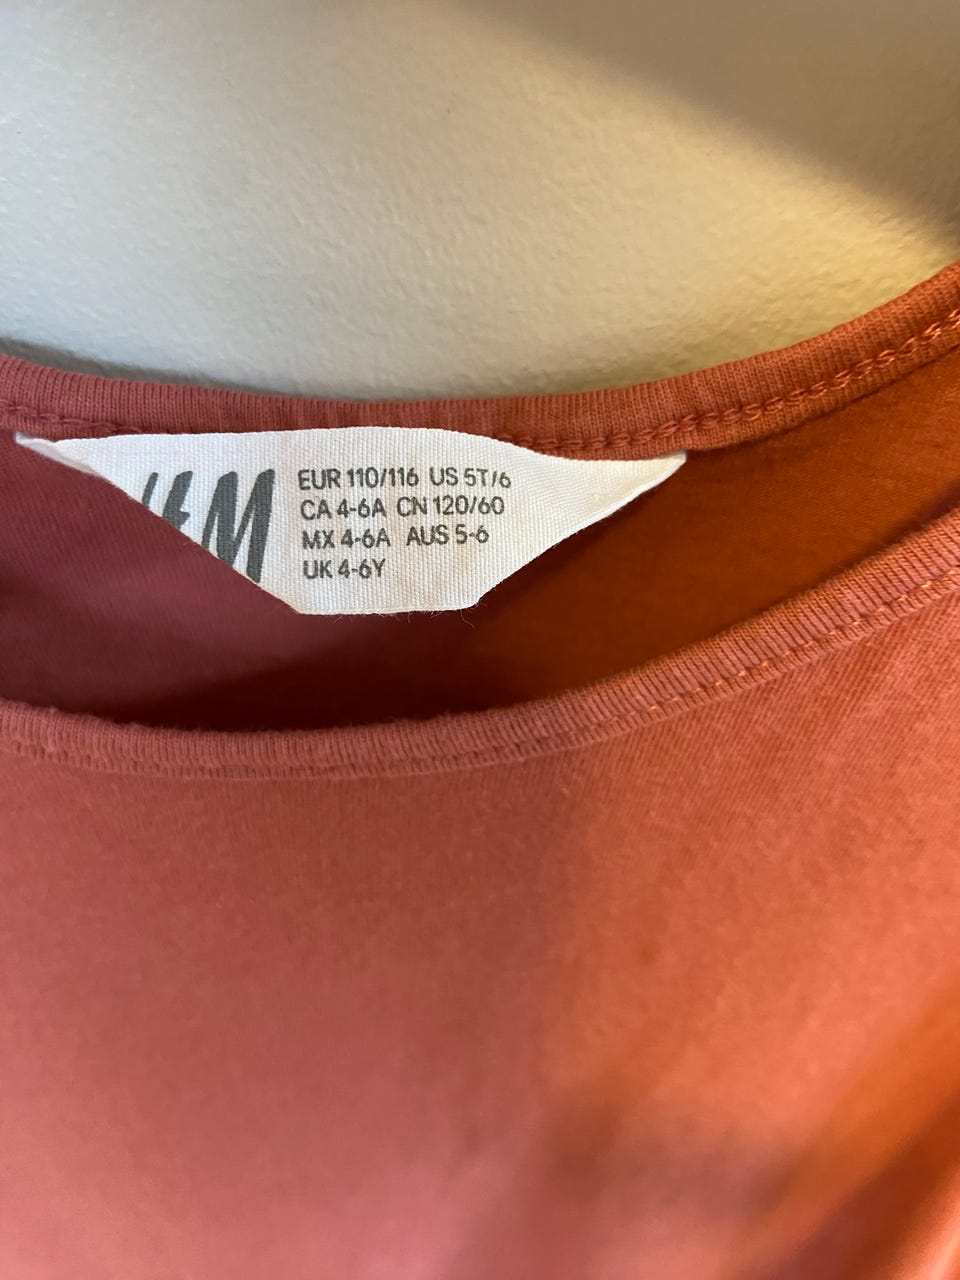 H&M
EUR 110/116 US 5T/6
CA 4-6A CN 120/60
MX 4-6A AUS 5-6
UK 4-6Y